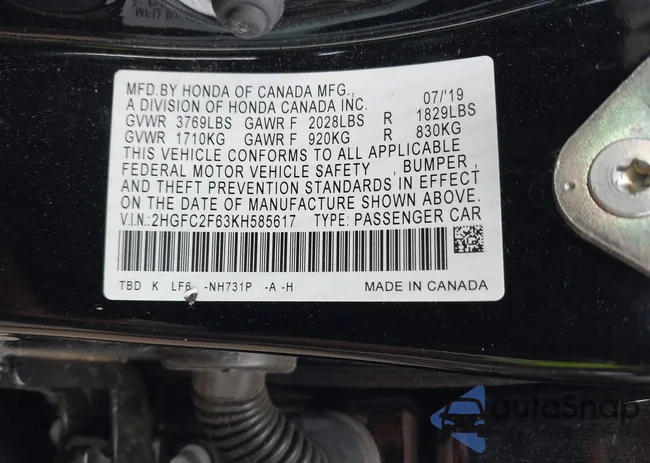 MFD.BY HONDA OF CANADA MFG.,
A DIVISION OF HONDA CANADA INC. 07/'19
GVWR 3769LBS GAWR F 2028LBS R 1829LBS
GVWR 1710KG GAWR F 920KG R 830KG
THIS VEHICLE CONFORMS TO ALL APPLICABLE
FEDERAL MOTOR VEHICLE SAFETY , BUMPER ,
AND THEFT PREVENTION STANDARDS IN EFFECT
ON THE DATE OF MANUFACTURE SHOWN ABOVE.
V.I.N.: 2HGFC2F63KH585617 TYPE: PASSENGER CAR
TBD K LF6 -NH731P -A -H MADE IN CANADA
autoSnap